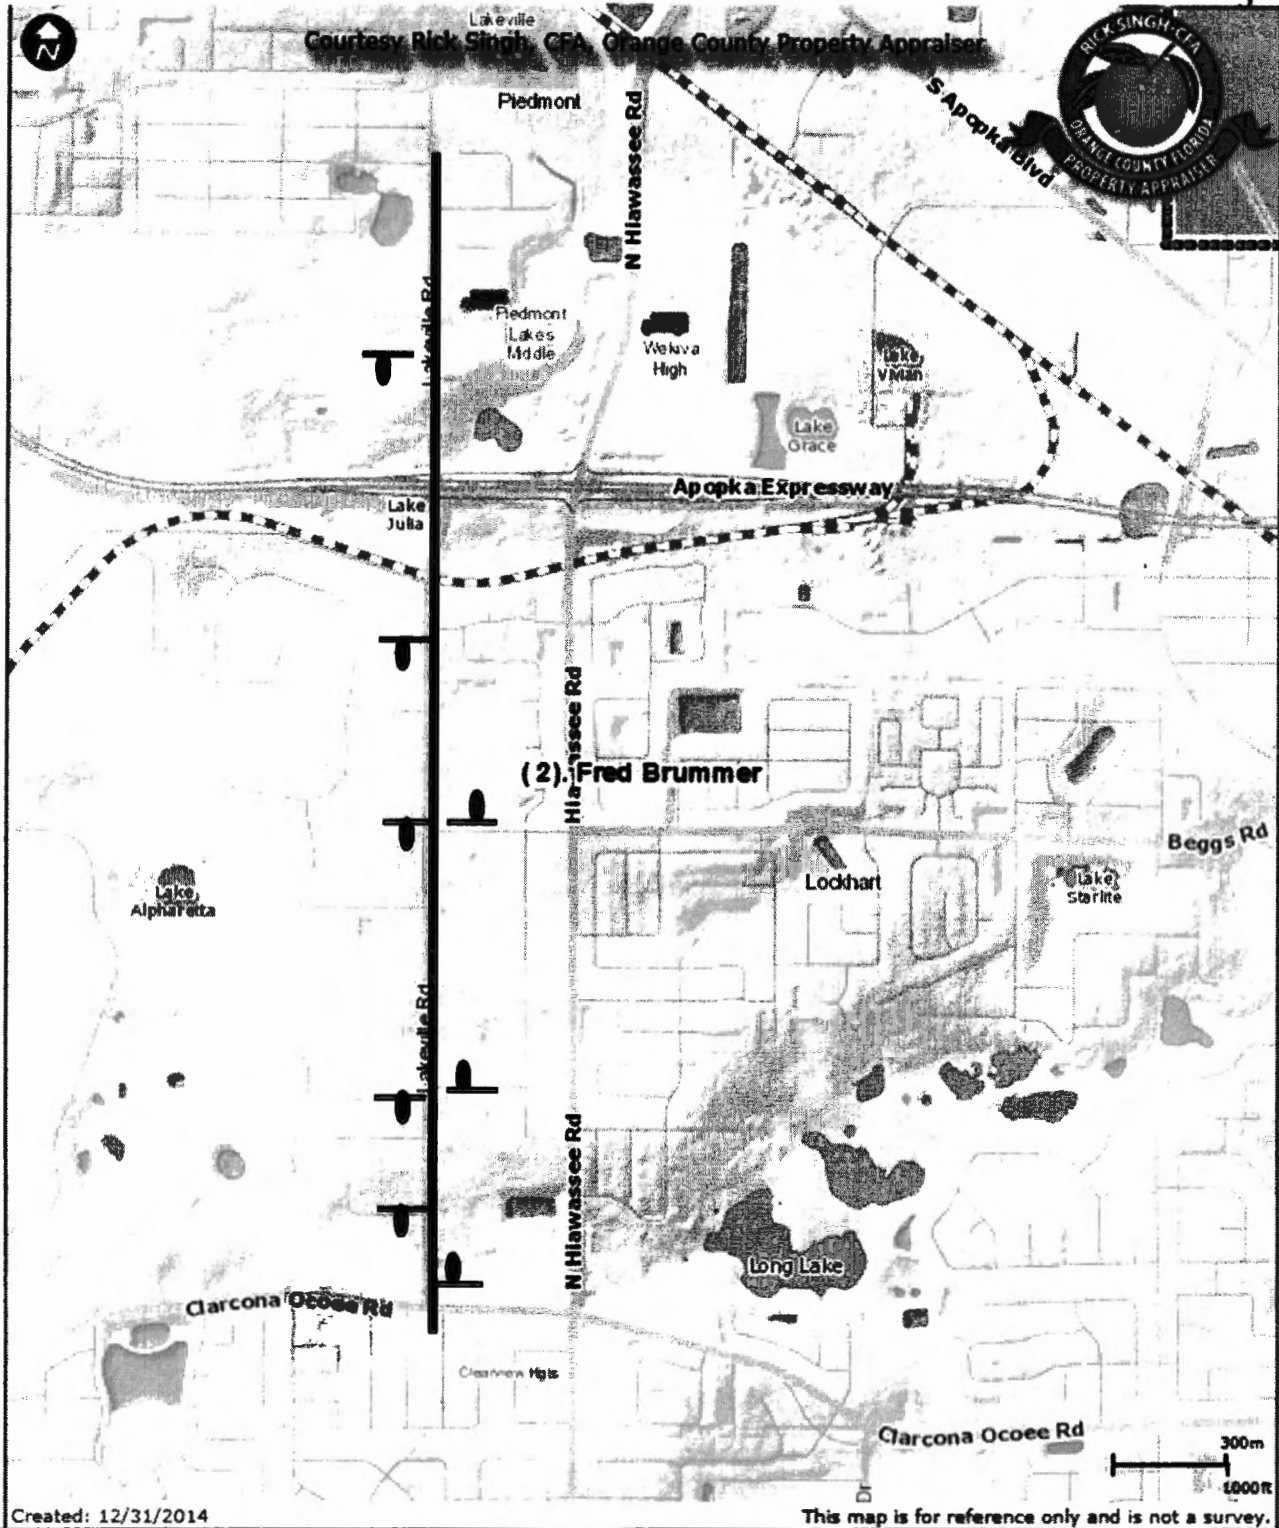 N
Lakeville
Courtesy Rick Singh, CFA, Orange County Property Appraiser
RICK SINGH, CFA
ORANGE COUNTY FLORIDA
PROPERTY APPRAISER
Piedmont
N Hiawassee Rd
S Apopka Blvd
Lakeville Rd
Piedmont
Lakes
Middle
Wekiva
High
Lake
Vivian
Lake
Grace
Apopka Expressway
Lake
Julia
Hiawassee Rd
(2). Fred Brummer
Beggs Rd
Lockhart
Lake
Starlite
Lake
Alpharetta
Lakeville Rd
N Hiawassee Rd
Long Lake
Clarcona Ocoee Rd
Clearview Hgts
Clarcona Ocoee Rd
Dr
300m
1000ft
Created: 12/31/2014
This map is for reference only and is not a survey.